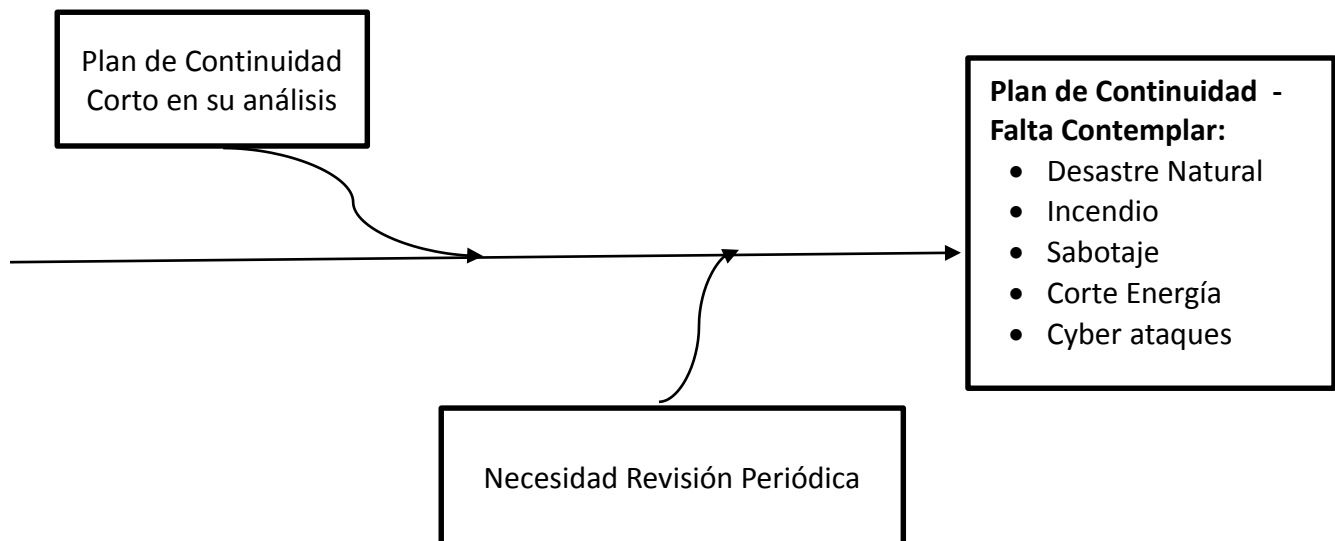 Plan de Continuidad
Corto en su análisis
Plan de Continuidad -
Falta Contemplar:
• Desastre Natural
• Incendio
• Sabotaje
• Corte Energía
• Cyber ataques
Necesidad Revisión Periódica